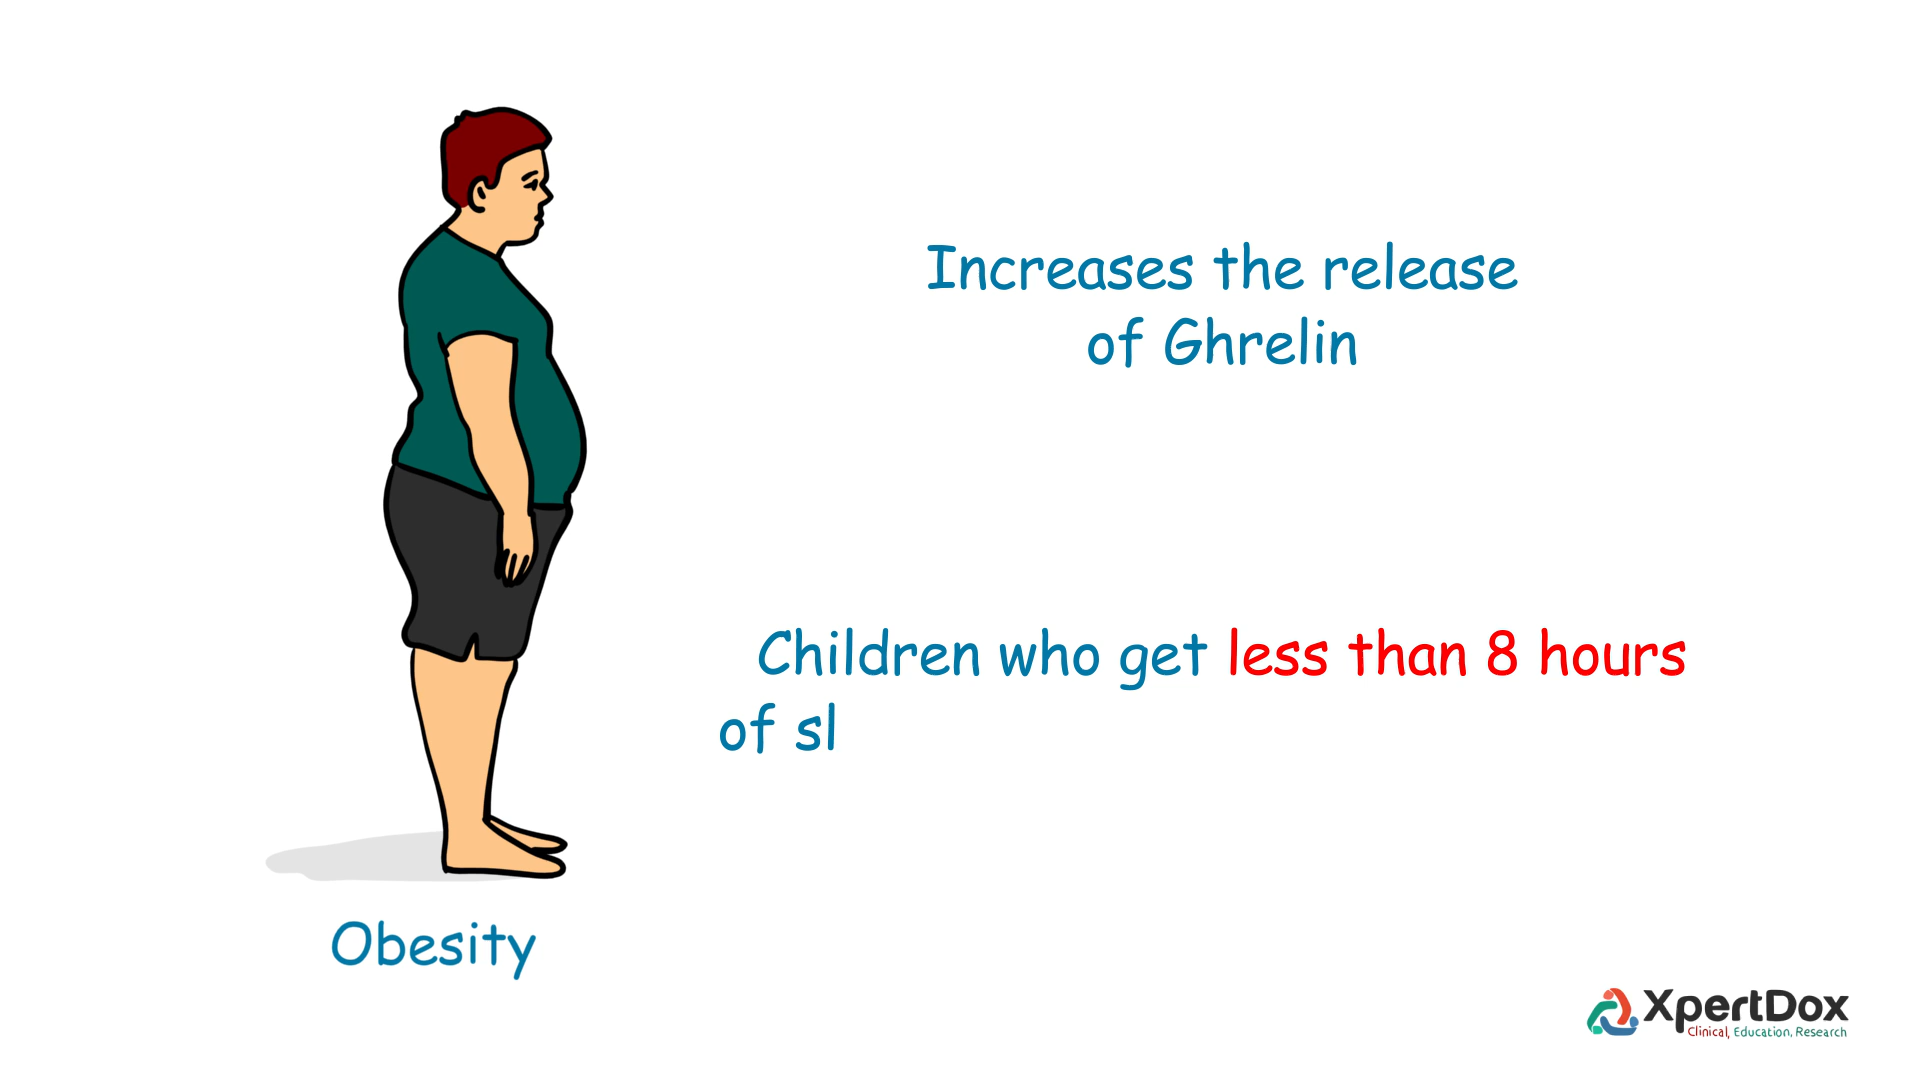 Increases the release
of Ghrelin
Children who get less than 8 hours
of sl
Obesity
XpertDox
Clinical, Education, Research